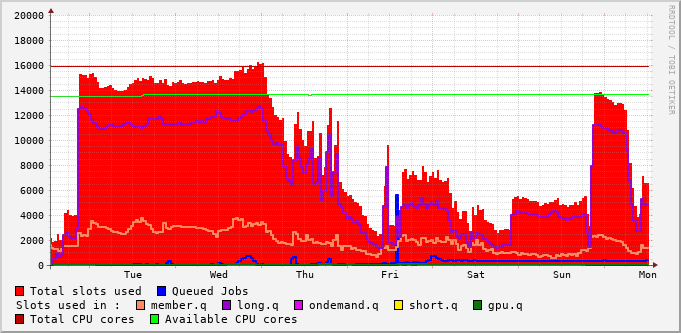 RRDTOOL / TOBI OETIKER
20000
18000
16000
14000
12000
10000
8000
6000
4000
2000
0
Tue Wed Thu Fri Sat Sun Mon
Total slots used Queued Jobs
Slots used in : member.q long.q ondemand.q short.q gpu.q
Total CPU cores Available CPU cores